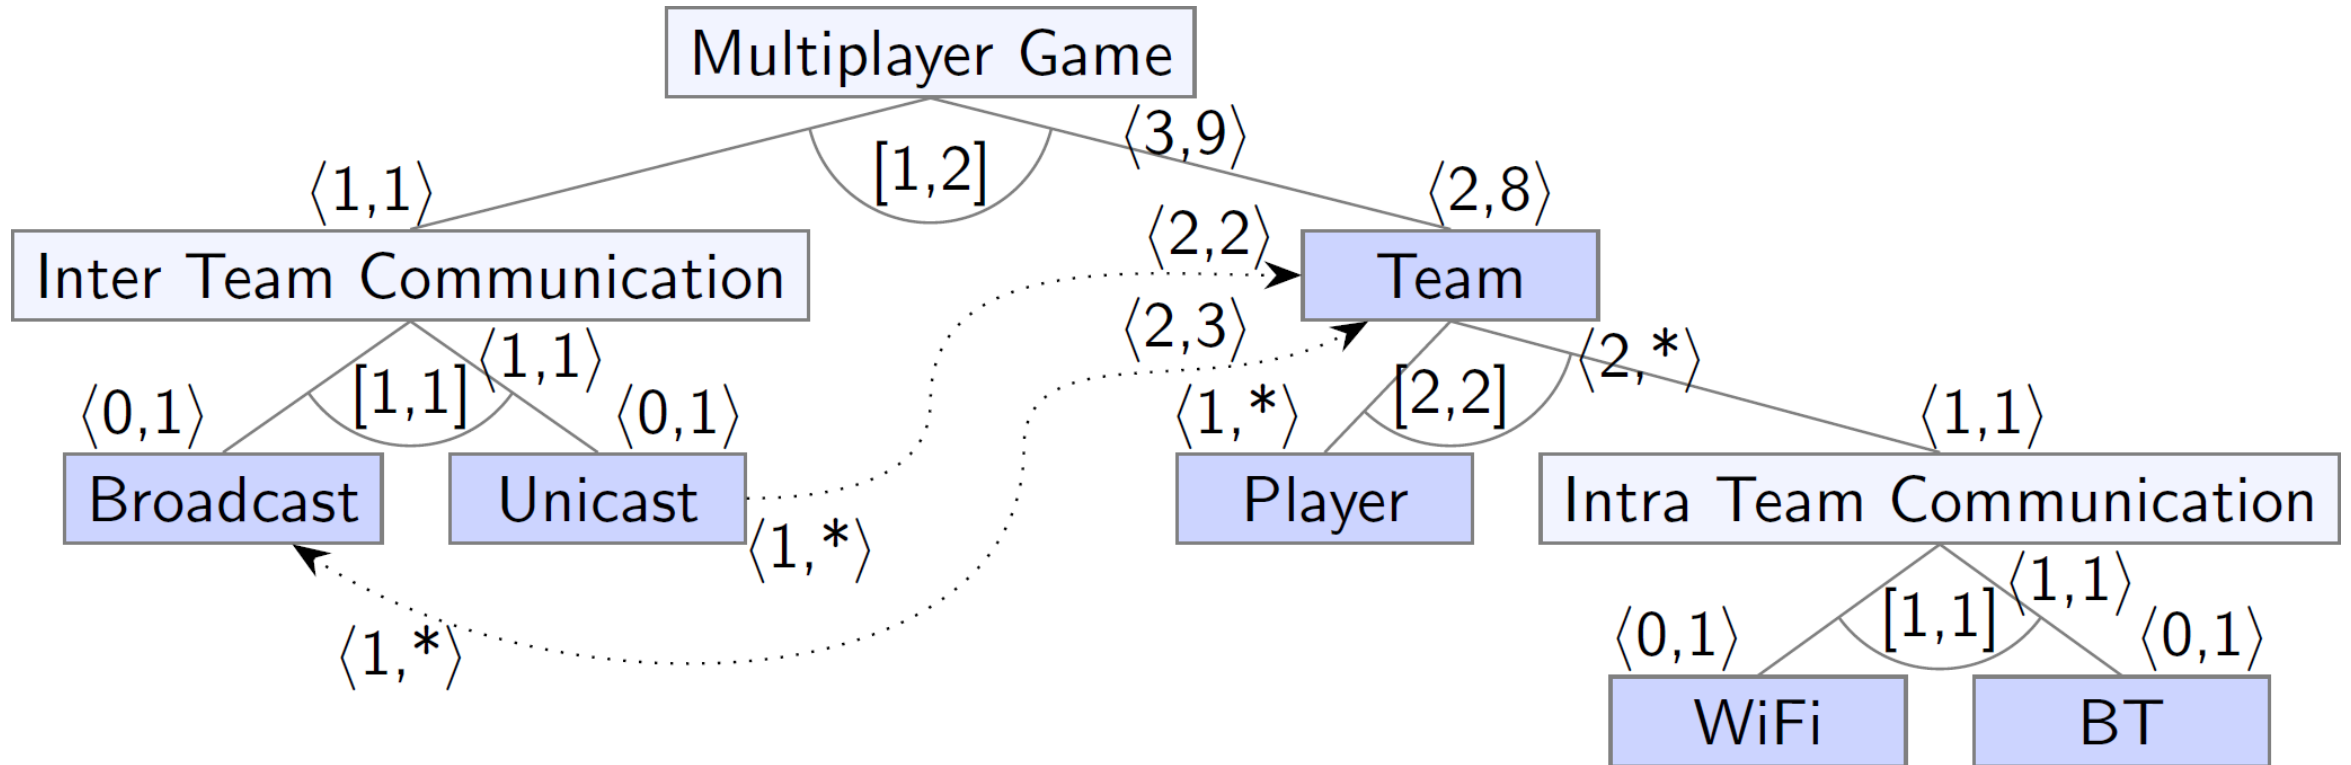 Multiplayer Game
⟨3,9⟩
[1,2]
⟨1,1⟩
⟨2,8⟩
⟨2,2⟩
Inter Team Communication
Team
⟨2,3⟩
⟨1,1⟩
⟨2,*⟩
[1,1]
[2,2]
⟨0,1⟩
⟨0,1⟩
⟨1,*⟩
⟨1,1⟩
Broadcast
Unicast
Player
Intra Team Communication
⟨1,*⟩
⟨1,1⟩
[1,1]
⟨1,*⟩
⟨0,1⟩
⟨0,1⟩
WiFi
BT